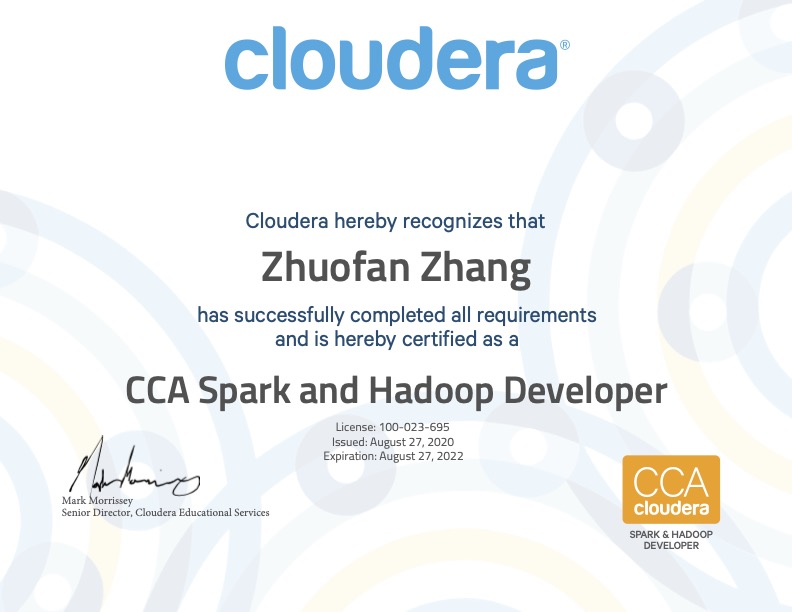 cloudera®
Cloudera hereby recognizes that
Zhuofan Zhang
has successfully completed all requirements
and is hereby certified as a
CCA Spark and Hadoop Developer
License: 100-023-695
Issued: August 27, 2020
Expiration: August 27, 2022
Mark Morrissey
Senior Director, Cloudera Educational Services
CCA
cloudera
SPARK & HADOOP
DEVELOPER